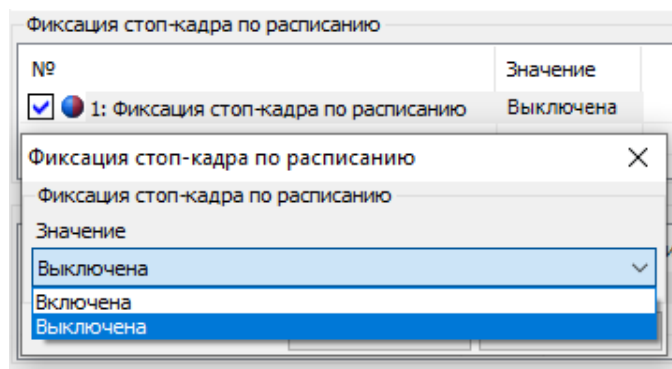 Фиксация стоп-кадра по расписанию
№ Значение
1: Фиксация стоп-кадра по расписанию Выключена
Фиксация стоп-кадра по расписанию
Фиксация стоп-кадра по расписанию
Значение
Выключена
Включена
Выключена